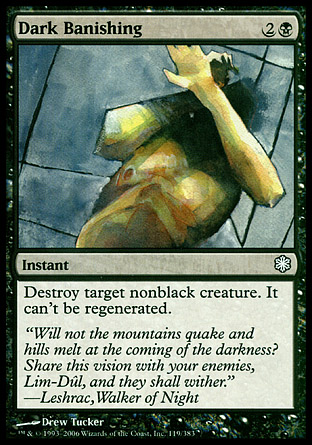 Dark Banishing 2
Instant
Destroy target nonblack creature. It
can't be regenerated.
"Will not the mountains quake and
hills melt at the coming of the darkness?
Share this vision with your enemies,
Lim-Dûl, and they shall wither."
—Leshrac,Walker of Night
Drew Tucker
™ & © 1993-2006 Wizards of the Coast, Inc. 119/383